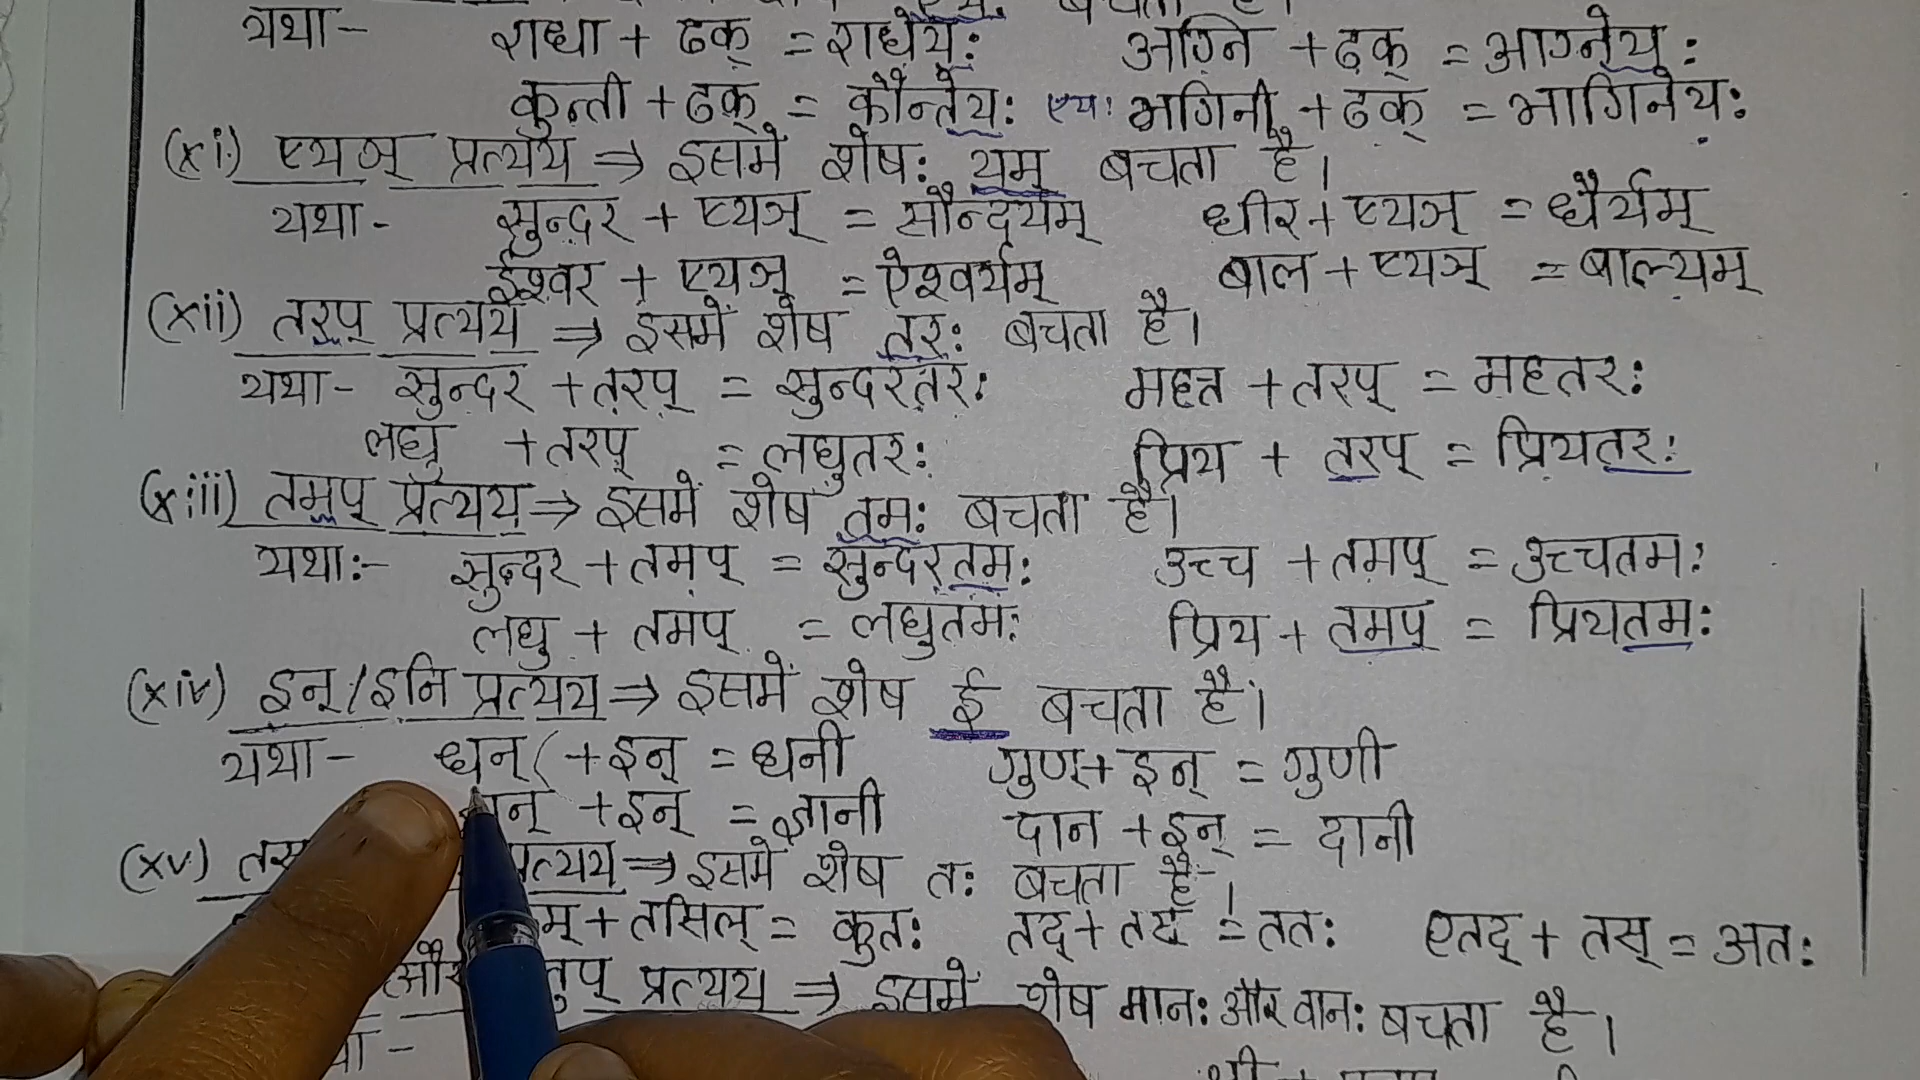 बचता है।
यथा- राधा + ढक् = राधेय: अग्नि + ढक् = आग्नेय:
कुन्ती + ढक् = कौन्तेय: एय: भगिनी + ढक् = भागिनेय:
(xi) ष्यञ् प्रत्यय ⇒ इसमें शेष: यम् बचता है।
यथा- सुन्दर + ष्यञ् = सौन्दर्यम् धीर + ष्यञ् = धैर्यम्
ईश्वर + ष्यञ् = ऐश्वर्यम् बाल + ष्यञ् = बाल्यम्
(xii) तरप् प्रत्यय ⇒ इसमें शेष तर: बचता है।
यथा- सुन्दर + तरप् = सुन्दरतर: महत्त + तरप् = महतर:
लघु + तरप् = लघुतर: प्रिय + तरप् = प्रियतर:
(xiii) तमप् प्रत्यय ⇒ इसमें शेष तम: बचता है।
यथा:- सुन्दर + तमप् = सुन्दरतम: उच्च + तमप् = उच्चतम:
लघु + तमप् = लघुतम: प्रिय + तमप् = प्रियतम:
(xiv) इन्/इनि प्रत्यय ⇒ इसमें शेष ई बचता है।
यथा- धन् ( + इन् = धनी गुण + इन् = गुणी
+ इन् = ज्ञानी दान + इन् = दानी
(xv) प्रत्यय ⇒ इसमें शेष त: बचता है।
+ तसिल् = कुत: तद् + = तत: एतद् + तस् = अत:
और प्रत्यय ⇒ इसमें शेष मान: और वान: बचता है।